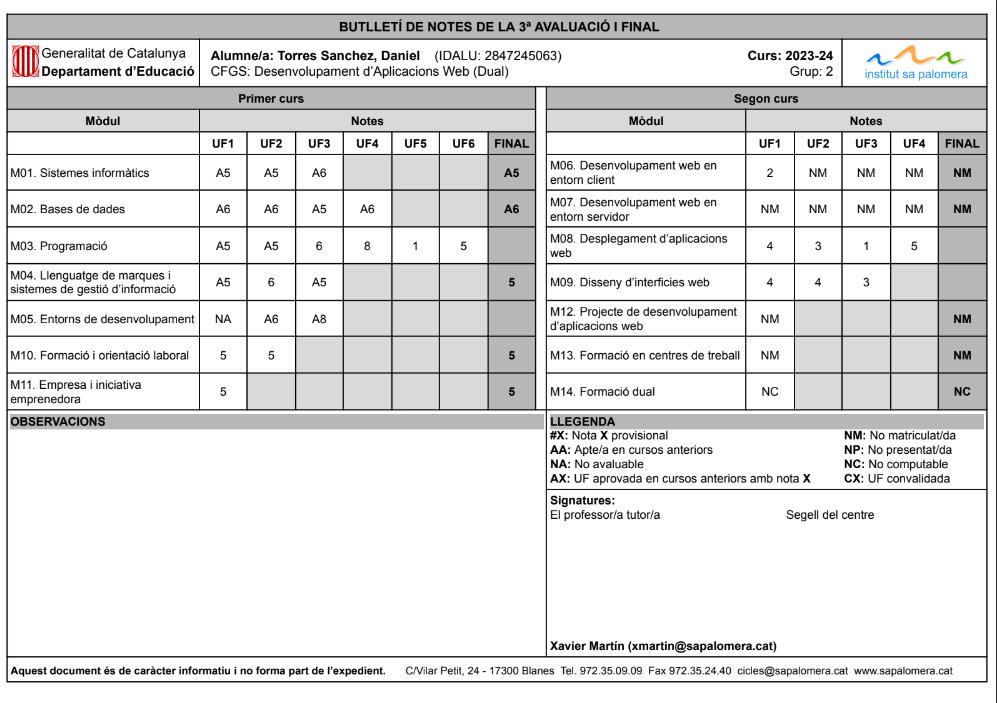 BUTLLETÍ DE NOTES DE LA 3ª AVALUACIÓ I FINAL
Generalitat de Catalunya
Departament d'Educació
Alumne/a: Torres Sanchez, Daniel (IDALU: 2847245063)
CFGS: Desenvolupament d'Aplicacions Web (Dual)
Curs: 2023-24
Grup: 2
institut sa palomera
Primer curs
Mòdul Notes
UF1 UF2 UF3 UF4 UF5 UF6 FINAL
M01. Sistemes informàtics A5 A5 A6 A5
M02. Bases de dades A6 A6 A5 A6 A6
M03. Programació A5 A5 6 8 1 5
M04. Llenguatge de marques i
sistemes de gestió d'informació A5 6 A5 5
M05. Entorns de desenvolupament NA A6 A8
M10. Formació i orientació laboral 5 5 5
M11. Empresa i iniciativa
emprenedora 5 5
Segon curs
Mòdul Notes
UF1 UF2 UF3 UF4 FINAL
M06. Desenvolupament web en
entorn client 2 NM NM NM NM
M07. Desenvolupament web en
entorn servidor NM NM NM NM NM
M08. Desplegament d'aplicacions
web 4 3 1 5
M09. Disseny d'interficies web 4 4 3
M12. Projecte de desenvolupament
d'aplicacions web NM NM
M13. Formació en centres de treball NM NM
M14. Formació dual NC NC
OBSERVACIONS
LLEGENDA
#X: Nota X provisional NM: No matriculat/da
AA: Apte/a en cursos anteriors NP: No presentat/da
NA: No avaluable NC: No computable
AX: UF aprovada en cursos anteriors amb nota X CX: UF convalidada
Signatures:
El professor/a tutor/a Segell del centre
Xavier Martín (xmartin@sapalomera.cat)
Aquest document és de caràcter informatiu i no forma part de l'expedient. C/Vilar Petit, 24 - 17300 Blanes Tel. 972.35.09.09 Fax 972.35.24.40 cicles@sapalomera.cat www.sapalomera.cat